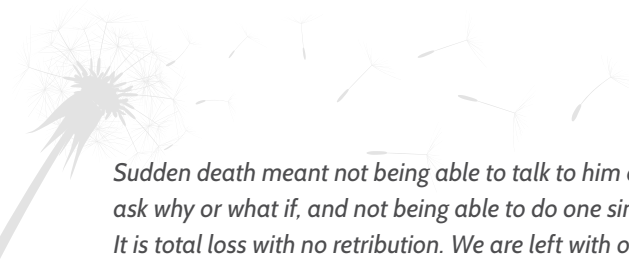 Sudden death meant not being able to talk to him
ask why or what if, and not being able to do one
It is total loss with no retribution. We are left with